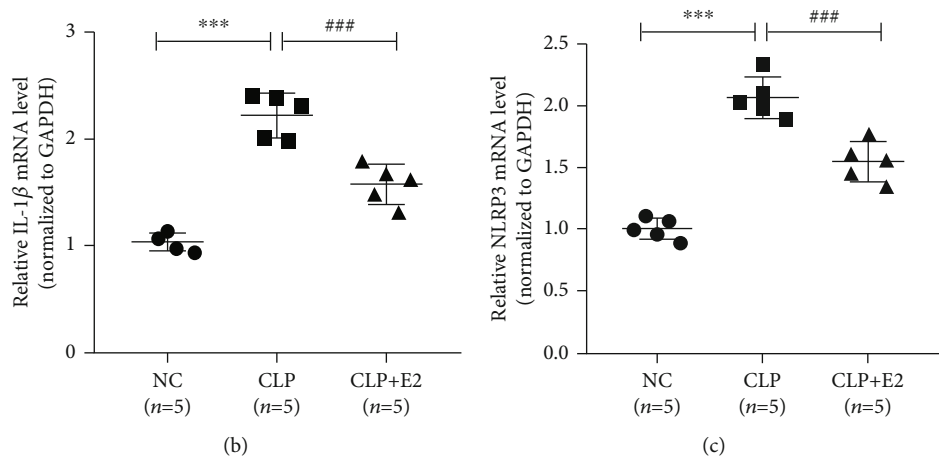 Relative IL-1β mRNA level
(normalized to GAPDH)
3
2
1
0
*** ###
NC CLP CLP+E2
(n=5) (n=5) (n=5)
(b)
Relative NLRP3 mRNA level
(normalized to GAPDH)
2.5
2.0
1.5
1.0
0.5
0.0
*** ###
NC CLP CLP+E2
(n=5) (n=5) (n=5)
(c)